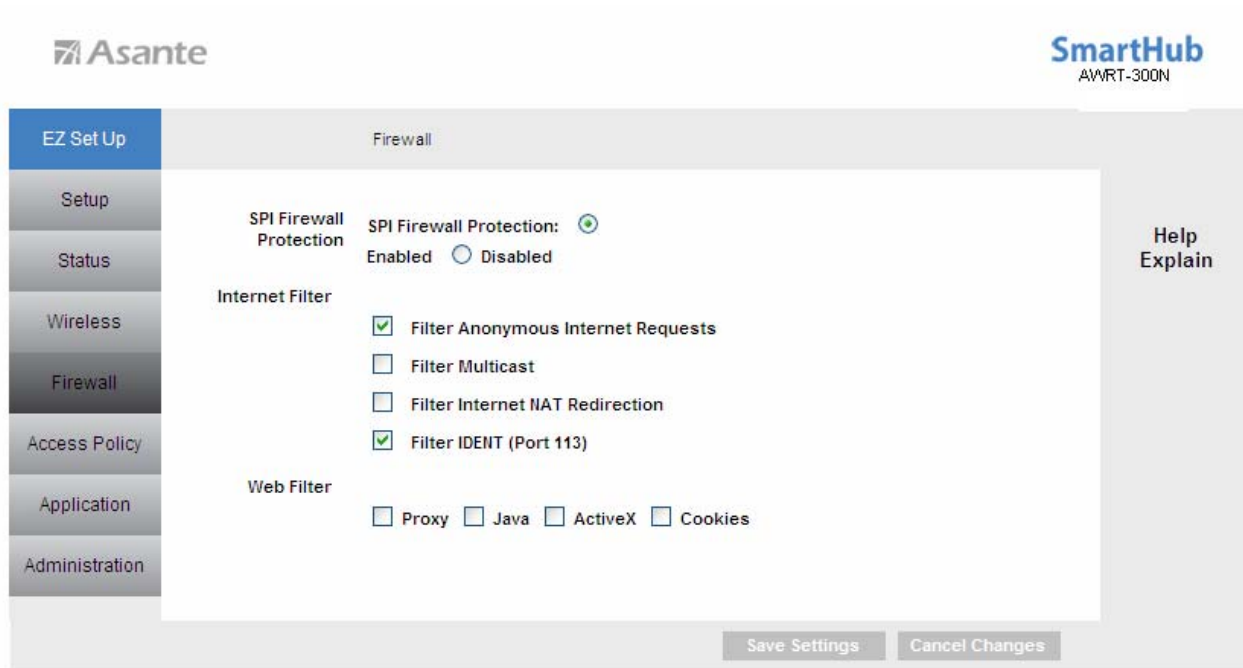 Asante
SmartHub
AWRT-300N
EZ Set Up
Firewall
Setup
Status
Wireless
Firewall
Access Policy
Application
Administration
SPI Firewall
Protection
SPI Firewall Protection:
Enabled Disabled
Internet Filter
Filter Anonymous Internet Requests
Filter Multicast
Filter Internet NAT Redirection
Filter IDENT (Port 113)
Web Filter
Proxy Java ActiveX Cookies
Help
Explain
Save Settings Cancel Changes